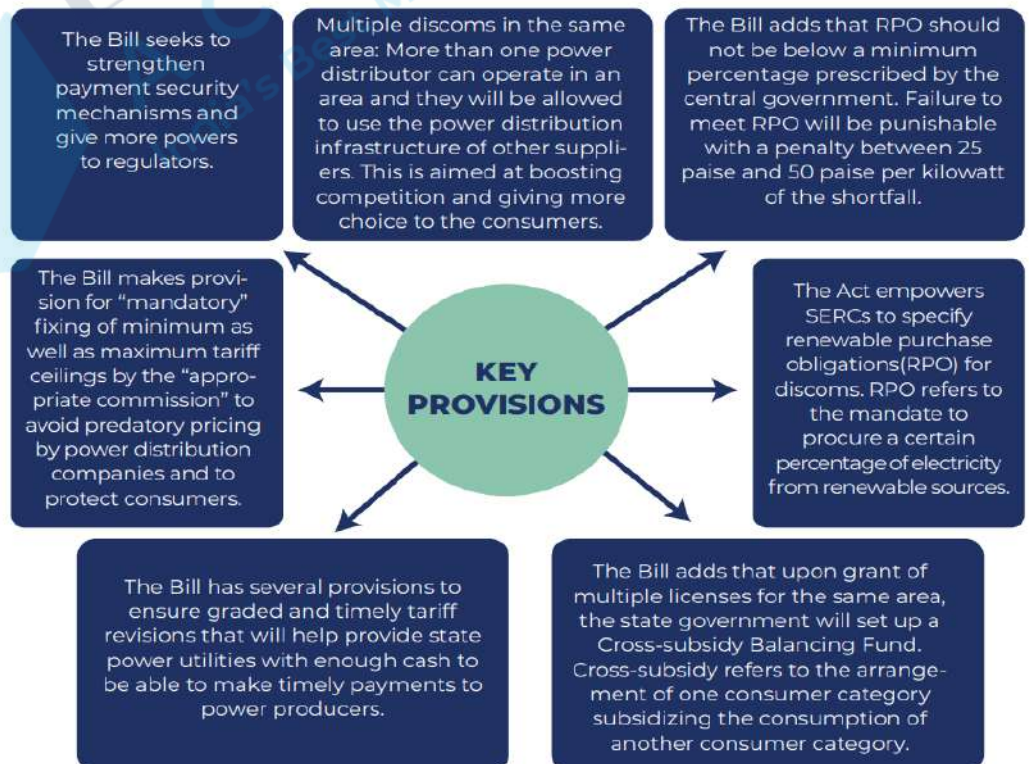 The Bill seeks to
strengthen
payment security
mechanisms and
give more powers
to regulators.
Multiple discoms in the same
area: More than one power
distributor can operate in an
area and they will be allowed
to use the power distribution
infrastructure of other suppli-
ers. This is aimed at boosting
competition and giving more
choice to the consumers.
The Bill adds that RPO should
not be below a minimum
percentage prescribed by the
central government. Failure to
meet RPO will be punishable
with a penalty between 25
paise and 50 paise per kilowatt
of the shortfall.
The Bill makes provi-
sion for “mandatory”
fixing of minimum as
well as maximum tariff
ceilings by the “appro-
priate commission” to
avoid predatory pricing
by power distribution
companies and to
protect consumers.
KEY
PROVISIONS
The Act empowers
SERCs to specify
renewable purchase
obligations(RPO) for
discoms. RPO refers to
the mandate to
procure a certain
percentage of electricity
from renewable sources.
The Bill has several provisions to
ensure graded and timely tariff
revisions that will help provide state
power utilities with enough cash to
be able to make timely payments to
power producers.
The Bill adds that upon grant of
multiple licenses for the same area,
the state government will set up a
Cross-subsidy Balancing Fund.
Cross-subsidy refers to the arrange-
ment of one consumer category
subsidizing the consumption of
another consumer category.